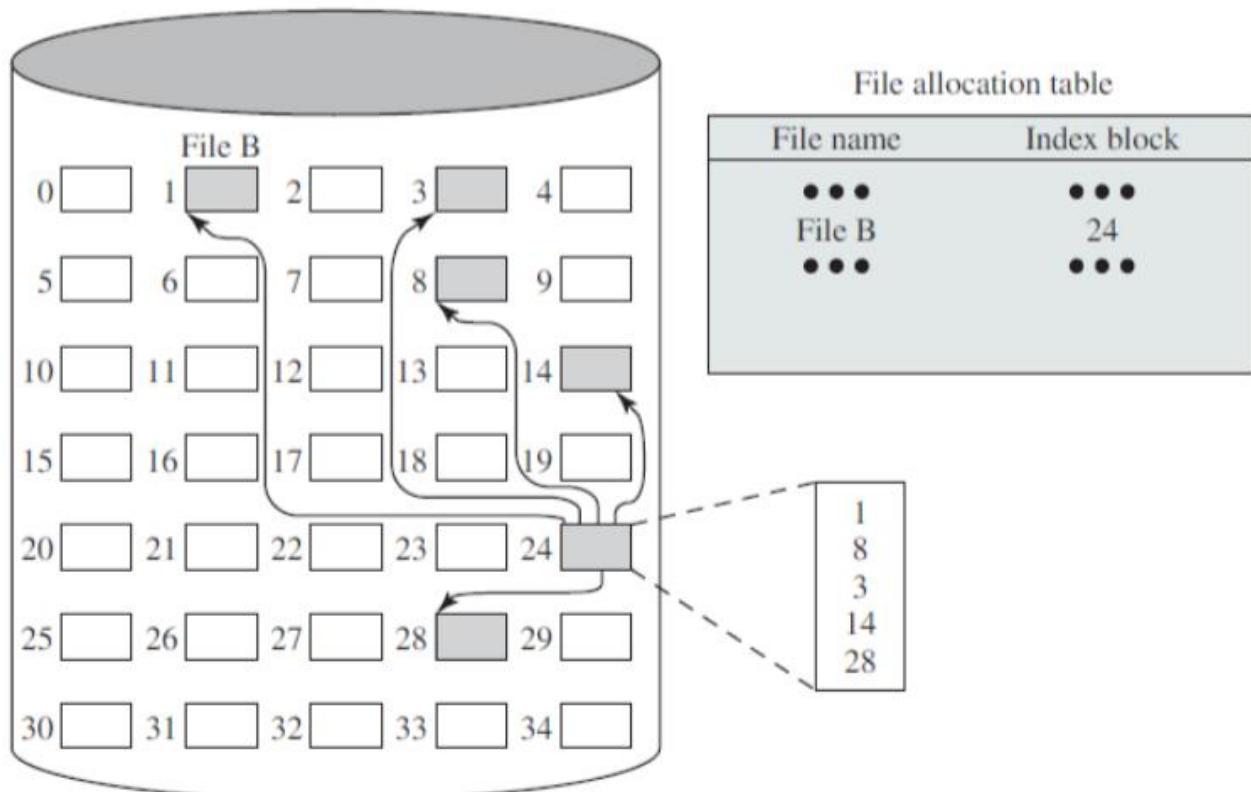 File allocation table
File name Index block
••• •••
File B 24
••• •••
File B
0 1 2 3 4
5 6 7 8 9
10 11 12 13 14
15 16 17 18 19
20 21 22 23 24
25 26 27 28 29
30 31 32 33 34
1
8
3
14
28